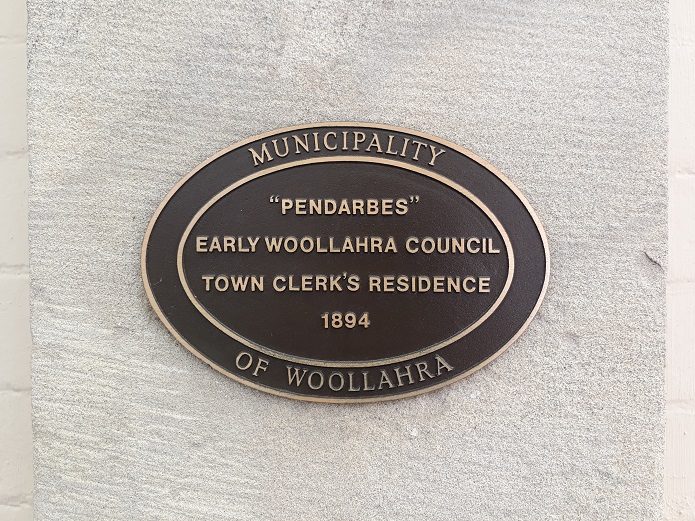 MUNICIPALITY
“PENDARBES”
EARLY WOOLLAHRA COUNCIL
TOWN CLERK’S RESIDENCE
1894
OF WOOLLAHRA